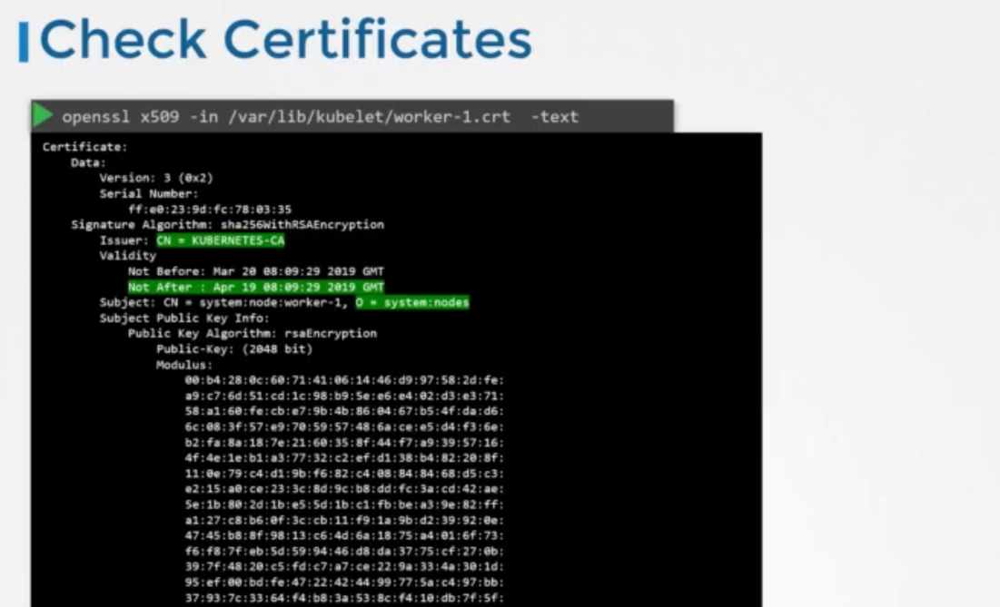 Check Certificates
openssl x509 -in /var/lib/kubelet/worker-1.crt -text
Certificate:
Data:
Version: 3 (0x2)
Serial Number:
ff:e0:23:9d:fc:78:03:35
Signature Algorithm: sha256WithRSAEncryption
Issuer: CN = KUBERNETES-CA
Validity
Not Before: Mar 20 08:09:29 2019 GMT
Not After : Apr 19 08:09:29 2019 GMT
Subject: CN = system:node:worker-1, O = system:nodes
Subject Public Key Info:
Public Key Algorithm: rsaEncryption
Public-Key: (2048 bit)
Modulus:
00:b4:28:0c:60:71:41:06:14:46:d9:97:58:2d:fe:
a9:c7:6d:51:cd:1c:98:b9:5e:e6:e4:02:d3:e3:71:
58:a1:60:fe:cb:e7:9b:4b:86:04:67:b5:4f:da:d6:
6c:08:3f:57:e9:70:59:57:48:6a:ce:e5:d4:f3:6e:
b2:fa:8a:18:7e:21:60:35:8f:44:f7:a9:39:57:16:
4f:4e:1e:b1:a3:77:32:c2:ef:d1:38:b4:82:20:8f:
11:0e:79:c4:d1:9b:f6:82:c4:08:84:84:68:d5:c3:
e2:15:a0:ce:23:3c:8d:9c:b8:dd:fc:3a:cd:42:ae:
5e:1b:80:2d:1b:e5:5d:1b:c1:fb:be:a3:9e:82:ff:
a1:27:c8:b6:0f:3c:cb:11:f9:1a:9b:d2:39:92:0e:
47:45:b8:8f:98:13:c6:4d:6a:18:75:a4:01:6f:73:
f6:f8:7f:eb:5d:59:94:46:d8:da:37:75:cf:27:0b:
39:7f:48:20:c5:fd:c7:a7:ce:22:9a:33:4a:30:1d:
95:ef:00:bd:fe:47:22:42:44:99:77:5a:c4:97:bb:
37:93:7c:33:64:f4:b8:3a:53:8c:f4:10:db:7f:5f: